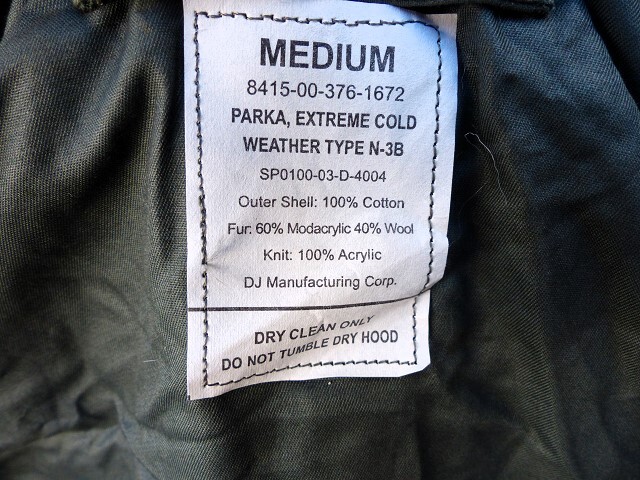 MEDIUM
8415-00-376-1672
PARKA, EXTREME COLD
WEATHER TYPE N-3B
SP0100-03-D-4004
Outer Shell: 100% Cotton
Fur: 60% Modacrylic 40% Wool
Knit: 100% Acrylic
DJ Manufacturing Corp.
DRY CLEAN ONLY
DO NOT TUMBLE DRY HOOD